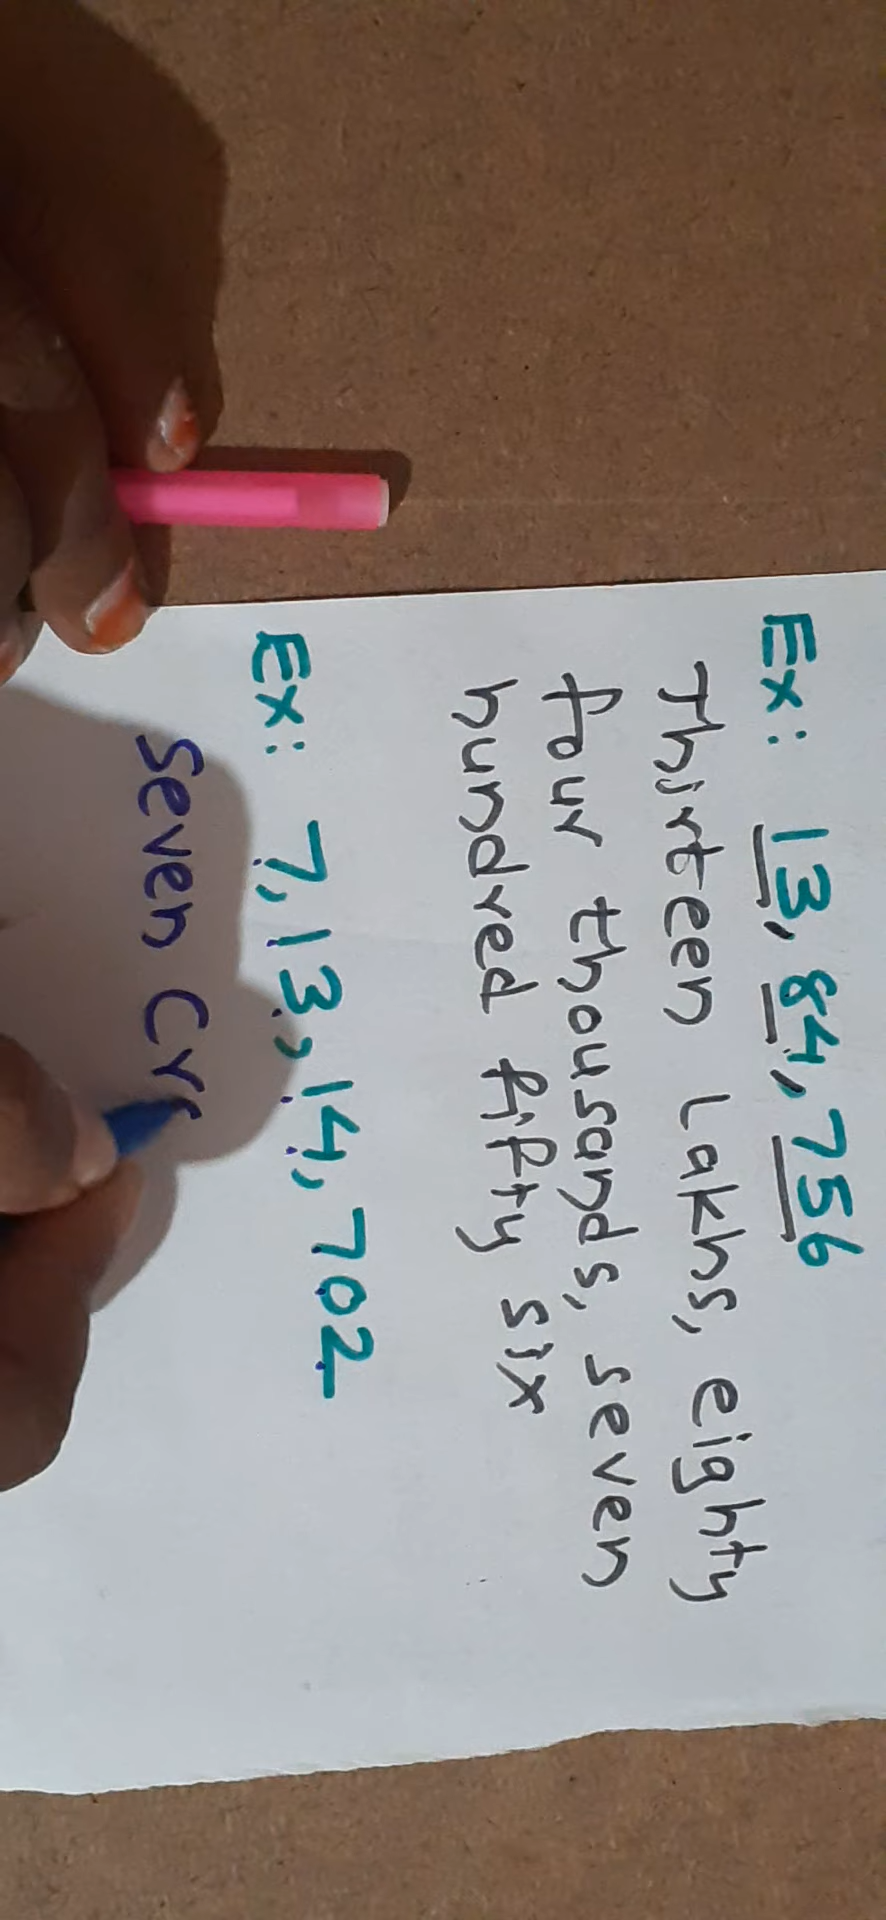 Ex: 13,84,756
Thirteen Lakhs, eighty
four thousands, seven
hundred fifty six
Ex: 7,13,14,702
Seven Cr